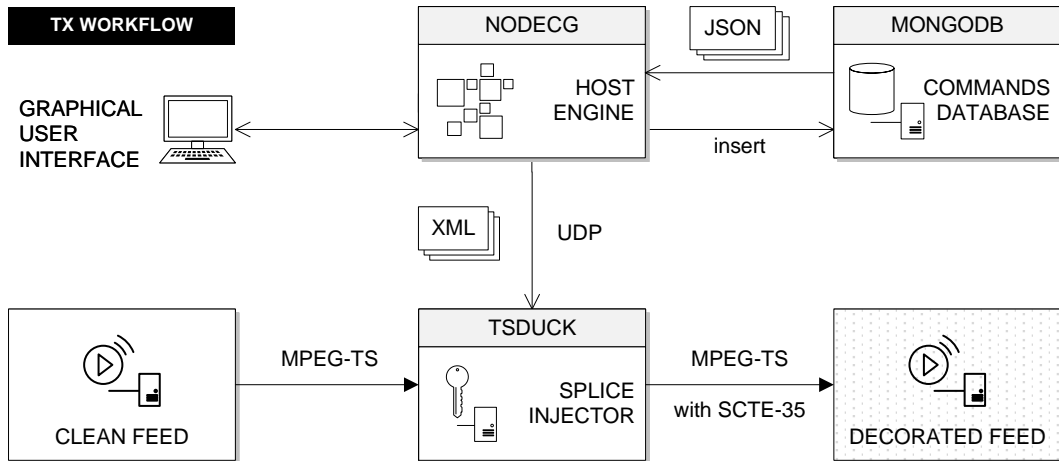 TX WORKFLOW
NODECG
JSON
MONGODB
HOST
ENGINE
COMMANDS
DATABASE
GRAPHICAL
USER
INTERFACE
insert
XML
UDP
TSDUCK
MPEG-TS
SPLICE
INJECTOR
MPEG-TS
with SCTE-35
CLEAN FEED
DECORATED FEED